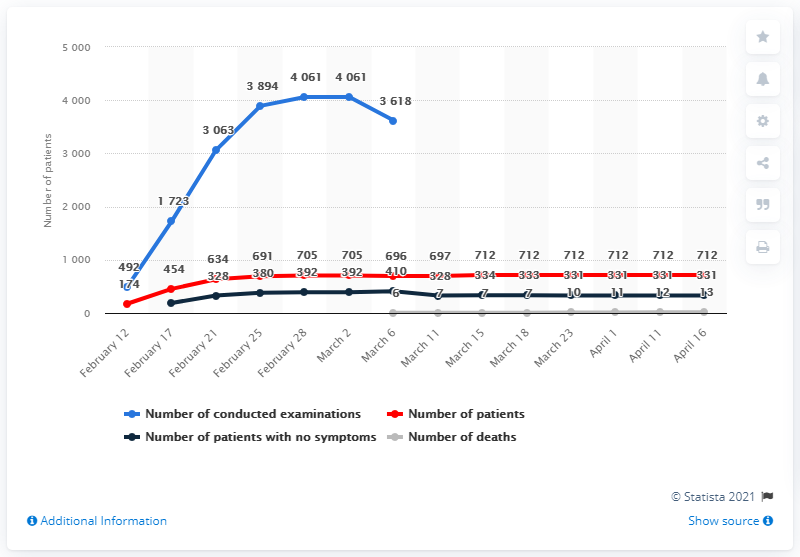 5 000
4 000
3 000
2 000
1 000
0
Number of patients
492
1 723
3 063
3 894
4 061
4 061
3 618
174
454
634
691
705
705
696
697
712
712
712
712
712
712
328
380
392
392
410
328
334
333
331
331
331
331
6
7
7
7
10
11
12
13
February 12
February 17
February 21
February 25
February 28
March 2
March 6
March 11
March 15
March 18
March 23
April 1
April 11
April 16
Number of conducted examinations
Number of patients
Number of patients with no symptoms
Number of deaths
© Statista 2021
Additional Information
Show source